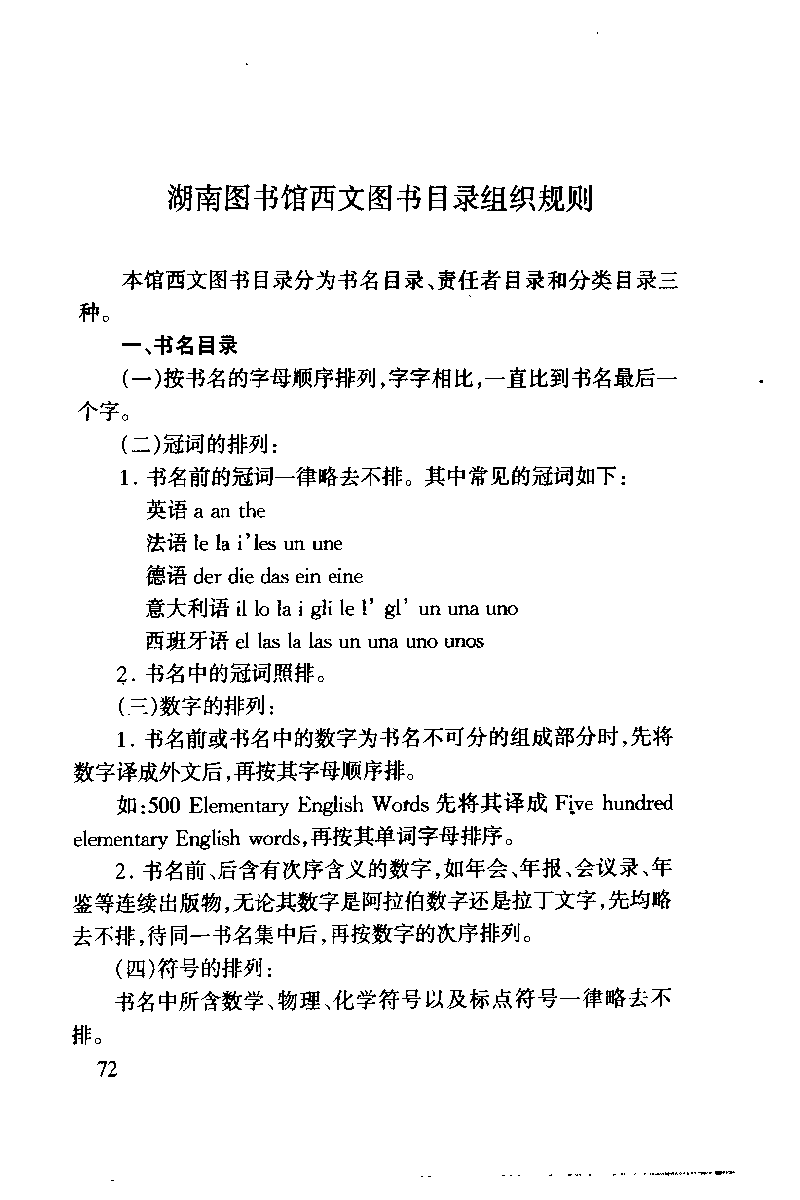 湖南图书馆西文图书目录组织规则
本馆西文图书目录分为书名目录、责任者目录和分类目录三
种。
一、书名目录
(一)按书名的字母顺序排列,字字相比,一直比到书名最后一
个字。
(二)冠词的排列:
1. 书名前的冠词一律略去不排。其中常见的冠词如下:
英语 a an the
法语 le la i’les un une
德语 der die das ein eine
意大利语 il lo la i gli le l’ gl’ un una uno
西班牙语 el las la las un una uno unos
2. 书名中的冠词照排。
(三)数字的排列:
1. 书名前或书名中的数字为书名不可分的组成部分时,先将
数字译成外文后,再按其字母顺序排。
如:500 Elementary English Words 先将其译成 Five hundred
elementary English words,再按其单词字母排序。
2. 书名前、后含有次序含义的数字,如年会、年报、会议录、年
鉴等连续出版物,无论其数字是阿拉伯数字还是拉丁文字,先均略
去不排,待同一书名集中后,再按数字的次序排列。
(四)符号的排列:
书名中所含数学、物理、化学符号以及标点符号一律略去不
排。
72